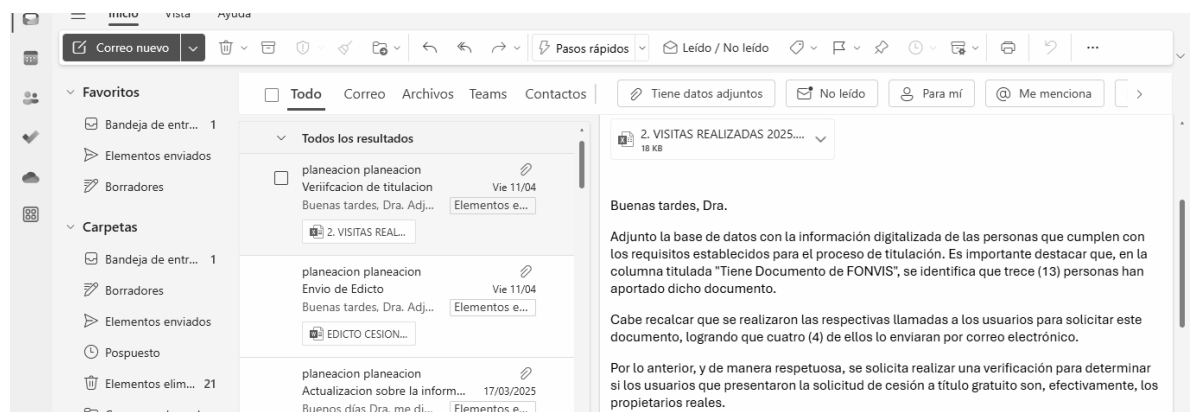 Inicio Vista Ayuda
Correo nuevo
Pasos rápidos
Leído / No leído
Favoritos
Bandeja de entr... 1
Elementos enviados
Borradores
Carpetas
Bandeja de entr... 1
Borradores
Elementos enviados
Pospuesto
Elementos elim... 21
Todo Correo Archivos Teams Contactos
Tiene datos adjuntos
No leído
Para mí
@ Me menciona
Todos los resultados
planeacion planeacion
Veriifcacion de titulacion Vie 11/04
Buenas tardes, Dra. Adj... Elementos e...
2. VISITAS REAL...
planeacion planeacion
Envio de Edicto Vie 11/04
Buenas tardes, Dra. Adj... Elementos e...
EDICTO CESION...
planeacion planeacion
Actualizacion sobre la inform... 17/03/2025
Buenos días Dra, me di... Elementos e...
2. VISITAS REALIZADAS 2025....
18 KB
Buenas tardes, Dra.
Adjunto la base de datos con la información digitalizada de las personas que cumplen con
los requisitos establecidos para el proceso de titulación. Es importante destacar que, en la
columna titulada "Tiene Documento de FONVIS", se identifica que trece (13) personas han
aportado dicho documento.
Cabe recalcar que se realizaron las respectivas llamadas a los usuarios para solicitar este
documento, logrando que cuatro (4) de ellos lo enviaran por correo electrónico.
Por lo anterior, y de manera respetuosa, se solicita realizar una verificación para determinar
si los usuarios que presentaron la solicitud de cesión a título gratuito son, efectivamente, los
propietarios reales.